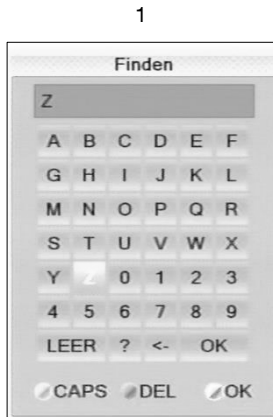 1
Finden
Z
A B C D E F
G H I J K L
M N O P Q R
S T U V W X
Y Z 0 1 2 3
4 5 6 7 8 9
LEER ? <- OK
CAPS DEL OK